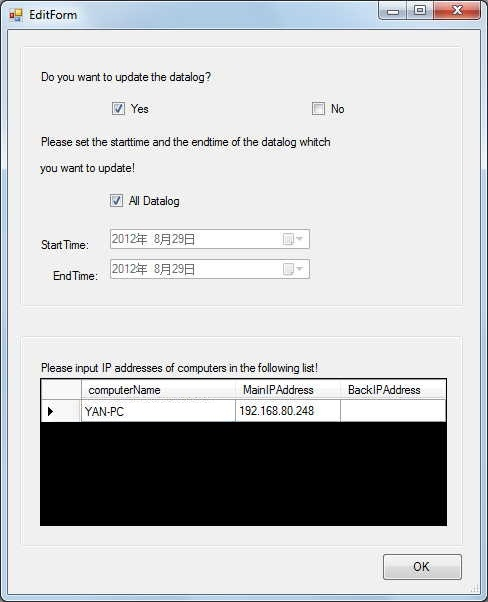 EditForm
Do you want to update the datalog?
Yes No
Please set the starttime and the endtime of the datalog whitch
you want to update!
All Datalog
StartTime: 2012年 8月29日
EndTime: 2012年 8月29日
Please input IP addresses of computers in the following list!
computerName MainIPAddress BackIPAddress
YAN-PC 192.168.80.248
OK